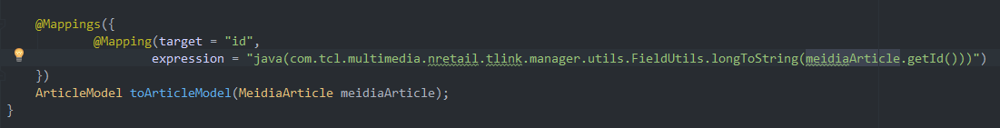 @Mappings({
@Mapping(target = "id",
expression = "java(com.tcl.multimedia.nretail.tlink.manager.utils.FieldUtils.longToString(meidiaArticle.getId()))")
})
ArticleModel toArticleModel(MeidiaArticle meidiaArticle);
}